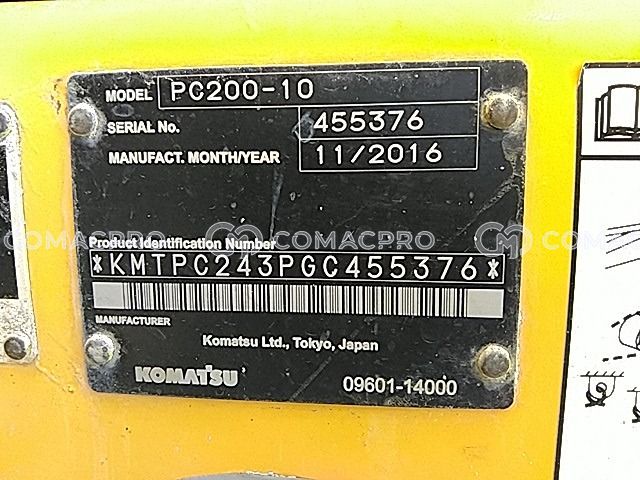 MODEL PC200-10
SERIAL No. 455376
MANUFACT. MONTH/YEAR 11/2016
COMACPRO COMACPRO COMACPRO
Product Identification Number
*KMTPC243PGC455376*
MANUFACTURER
Komatsu Ltd., Tokyo, Japan
KOMATSU 09601-14000